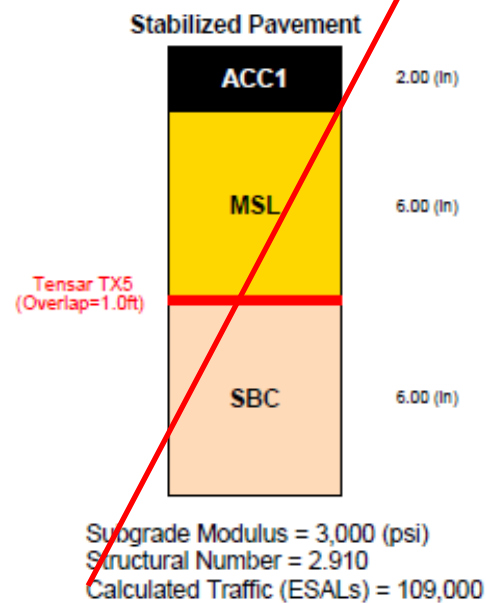 Stabilized Pavement
ACC1
2.00 (in)
MSL
6.00 (in)
Tensar TX5
(Overlap=1.0ft)
SBC
6.00 (in)
Subgrade Modulus = 3,000 (psi)
Structural Number = 2.910
Calculated Traffic (ESALs) = 109,000